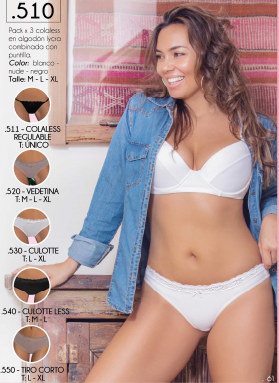 .510
Pack x 3 colaless
en algodón lycra
combinado con
puntilla.
Color: blanco -
nude - negro
Talle: M - L - XL
.511 - COLALESS
REGULABLE
T: ÚNICO
.520 - VEDETINA
T: M - L - XL
.530 - CULOTTE
T: L - XL
.540 - CULOTTE LESS
T: M - L
.550 - TIRO CORTO
T: L - XL